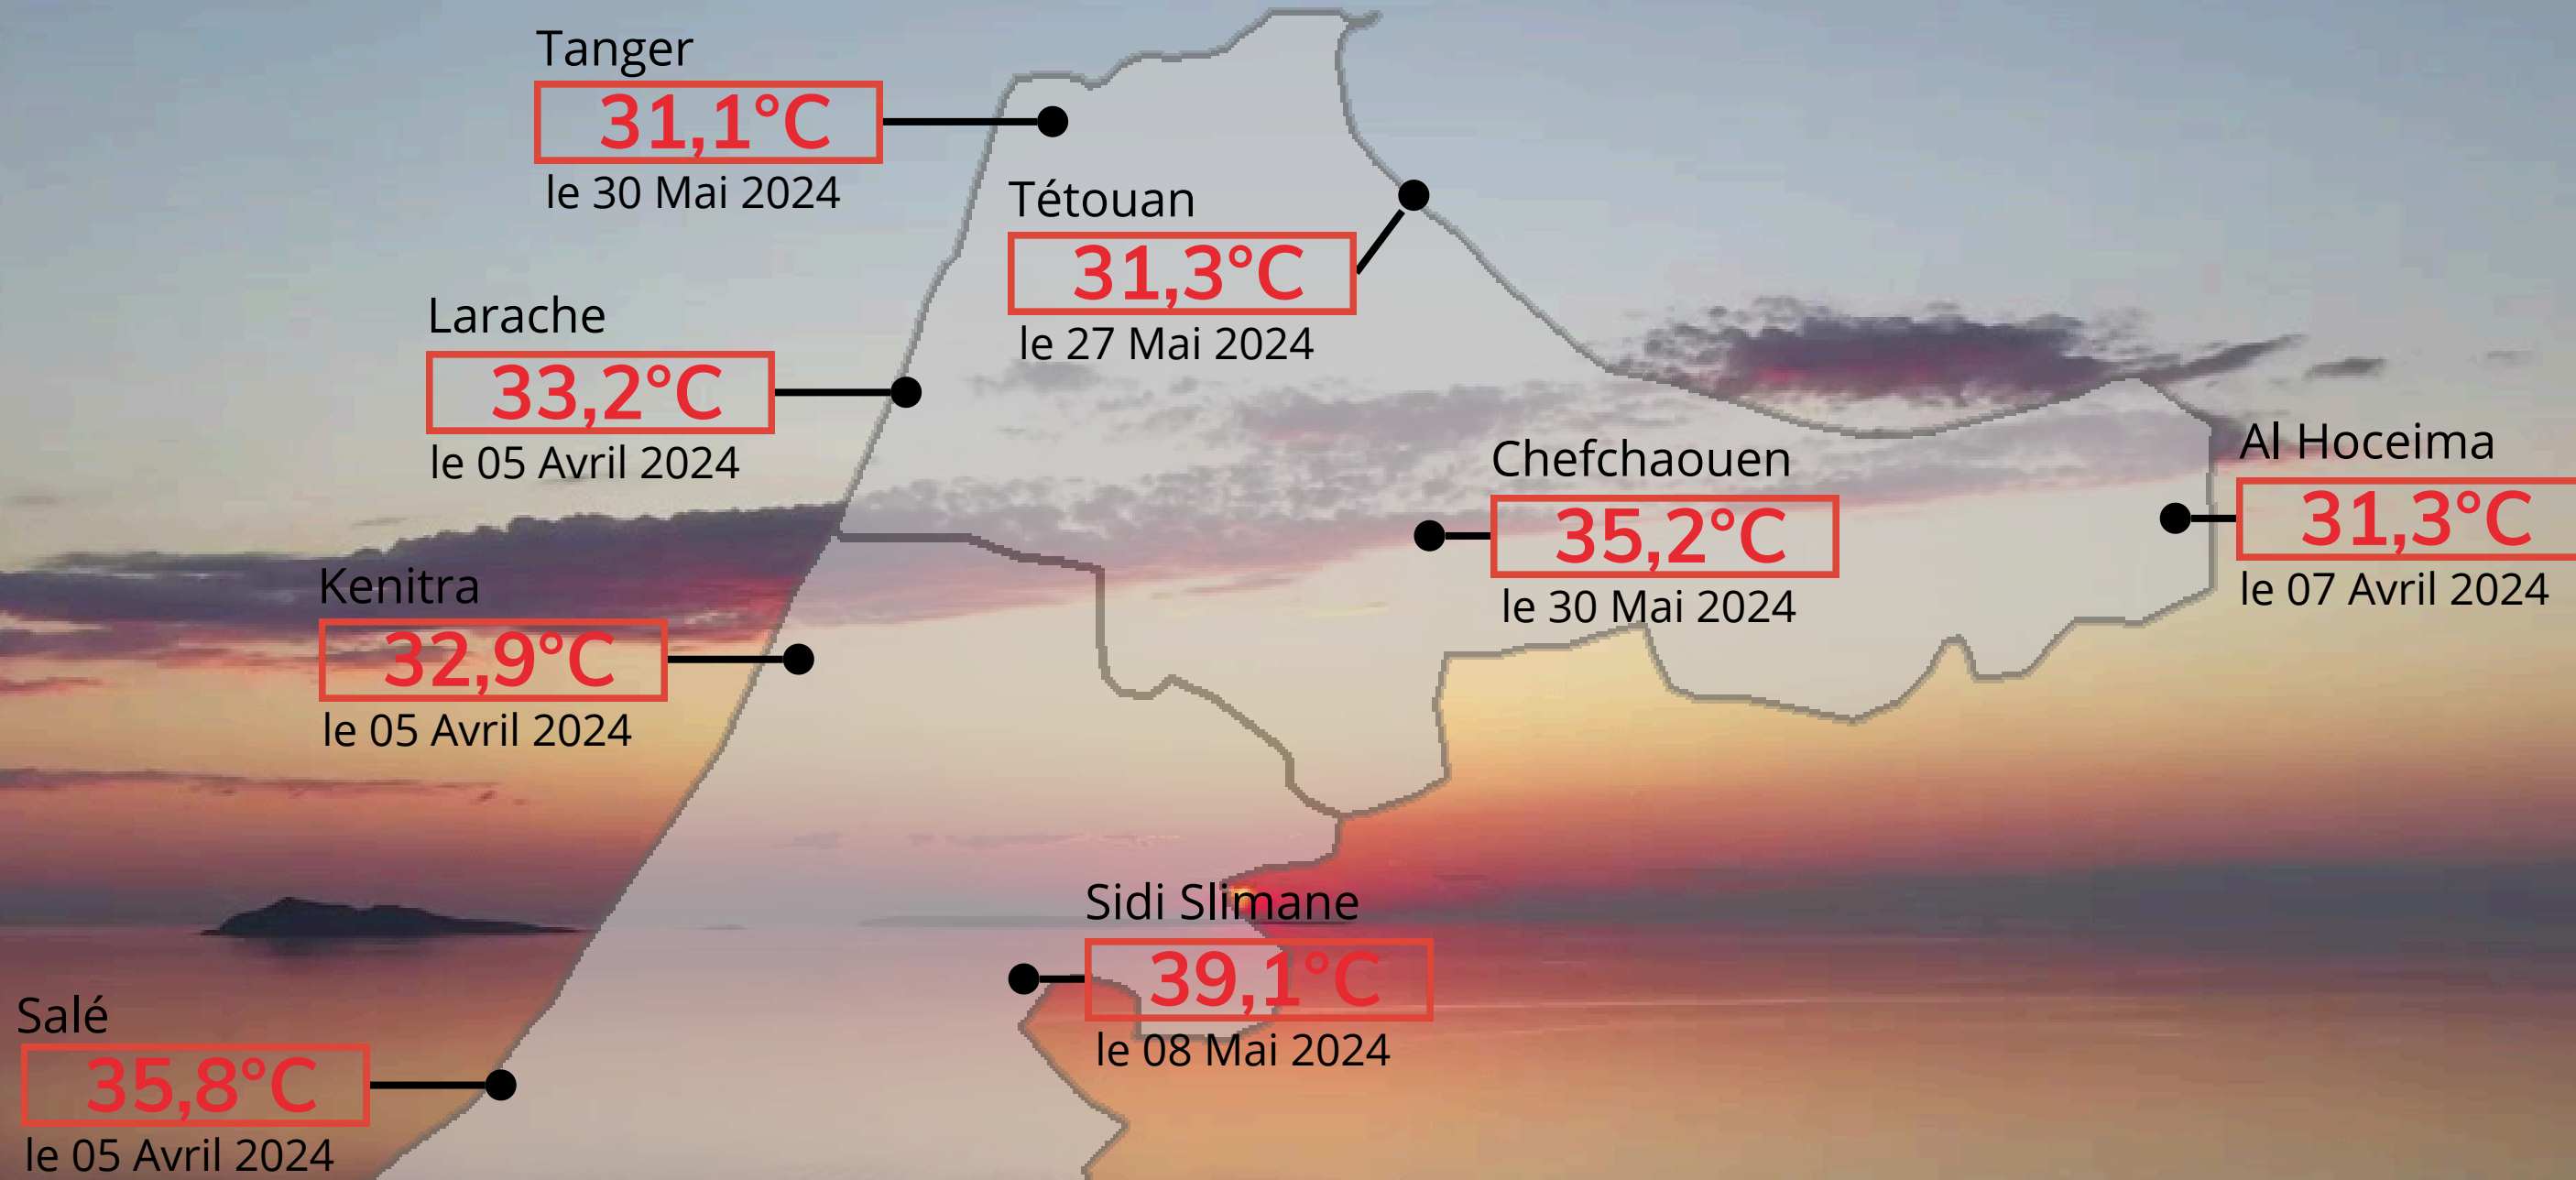 Tanger
31,1°C
le 30 Mai 2024
Tétouan
31,3°C
le 27 Mai 2024
Larache
33,2°C
le 05 Avril 2024
Chefchaouen
35,2°C
le 30 Mai 2024
Al Hoceima
31,3°C
le 07 Avril 2024
Kenitra
32,9°C
le 05 Avril 2024
Sidi Slimane
39,1°C
le 08 Mai 2024
Salé
35,8°C
le 05 Avril 2024